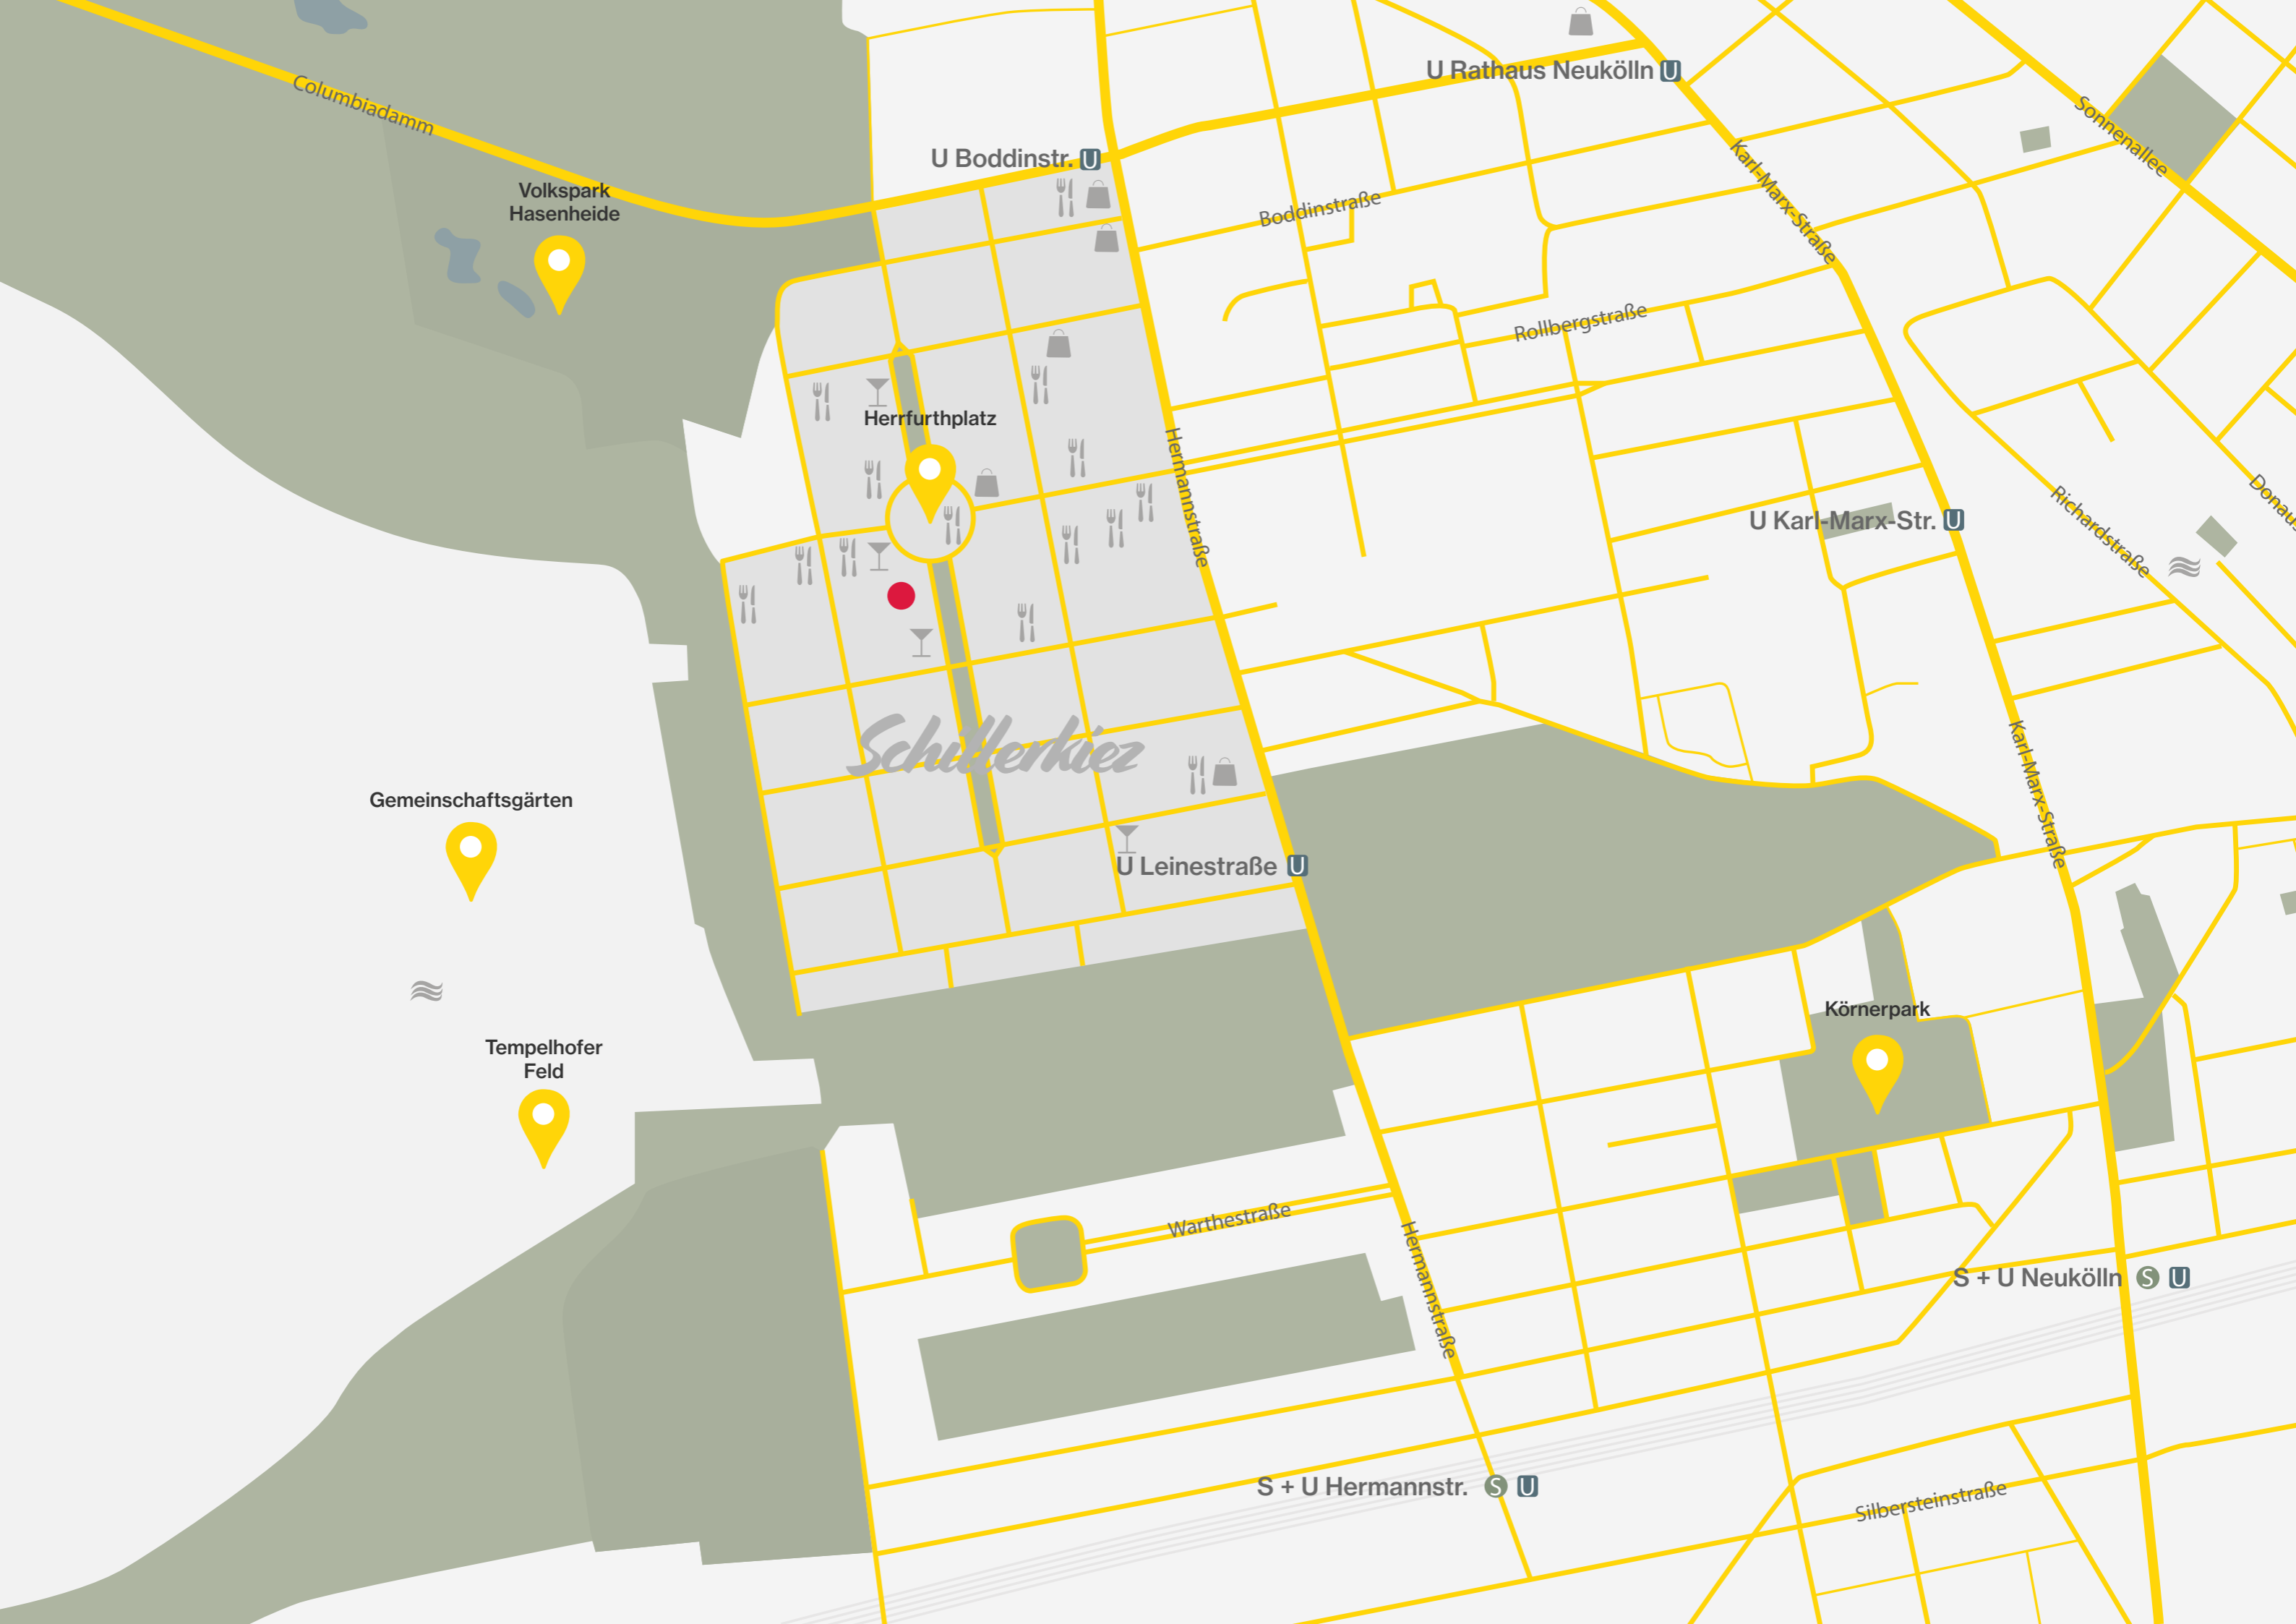 U Rathaus Neukölln U
Columbiadamm
Sonnenallee
U Boddinstr. U
Karl-Marx-Straße
Volkspark
Hasenheide
Boddinstraße
Rollbergstraße
Herrfurthplatz
Hermannstraße
U Karl-Marx-Str. U
Richardstraße
Donaus
Schillerkiez
Karl-Marx-Straße
Gemeinschaftsgärten
U Leinestraße U
Körnerpark
Tempelhofer
Feld
Warthestraße
Hermannstraße
S + U Neukölln S U
S + U Hermannstr. S U
Silbersteinstraße